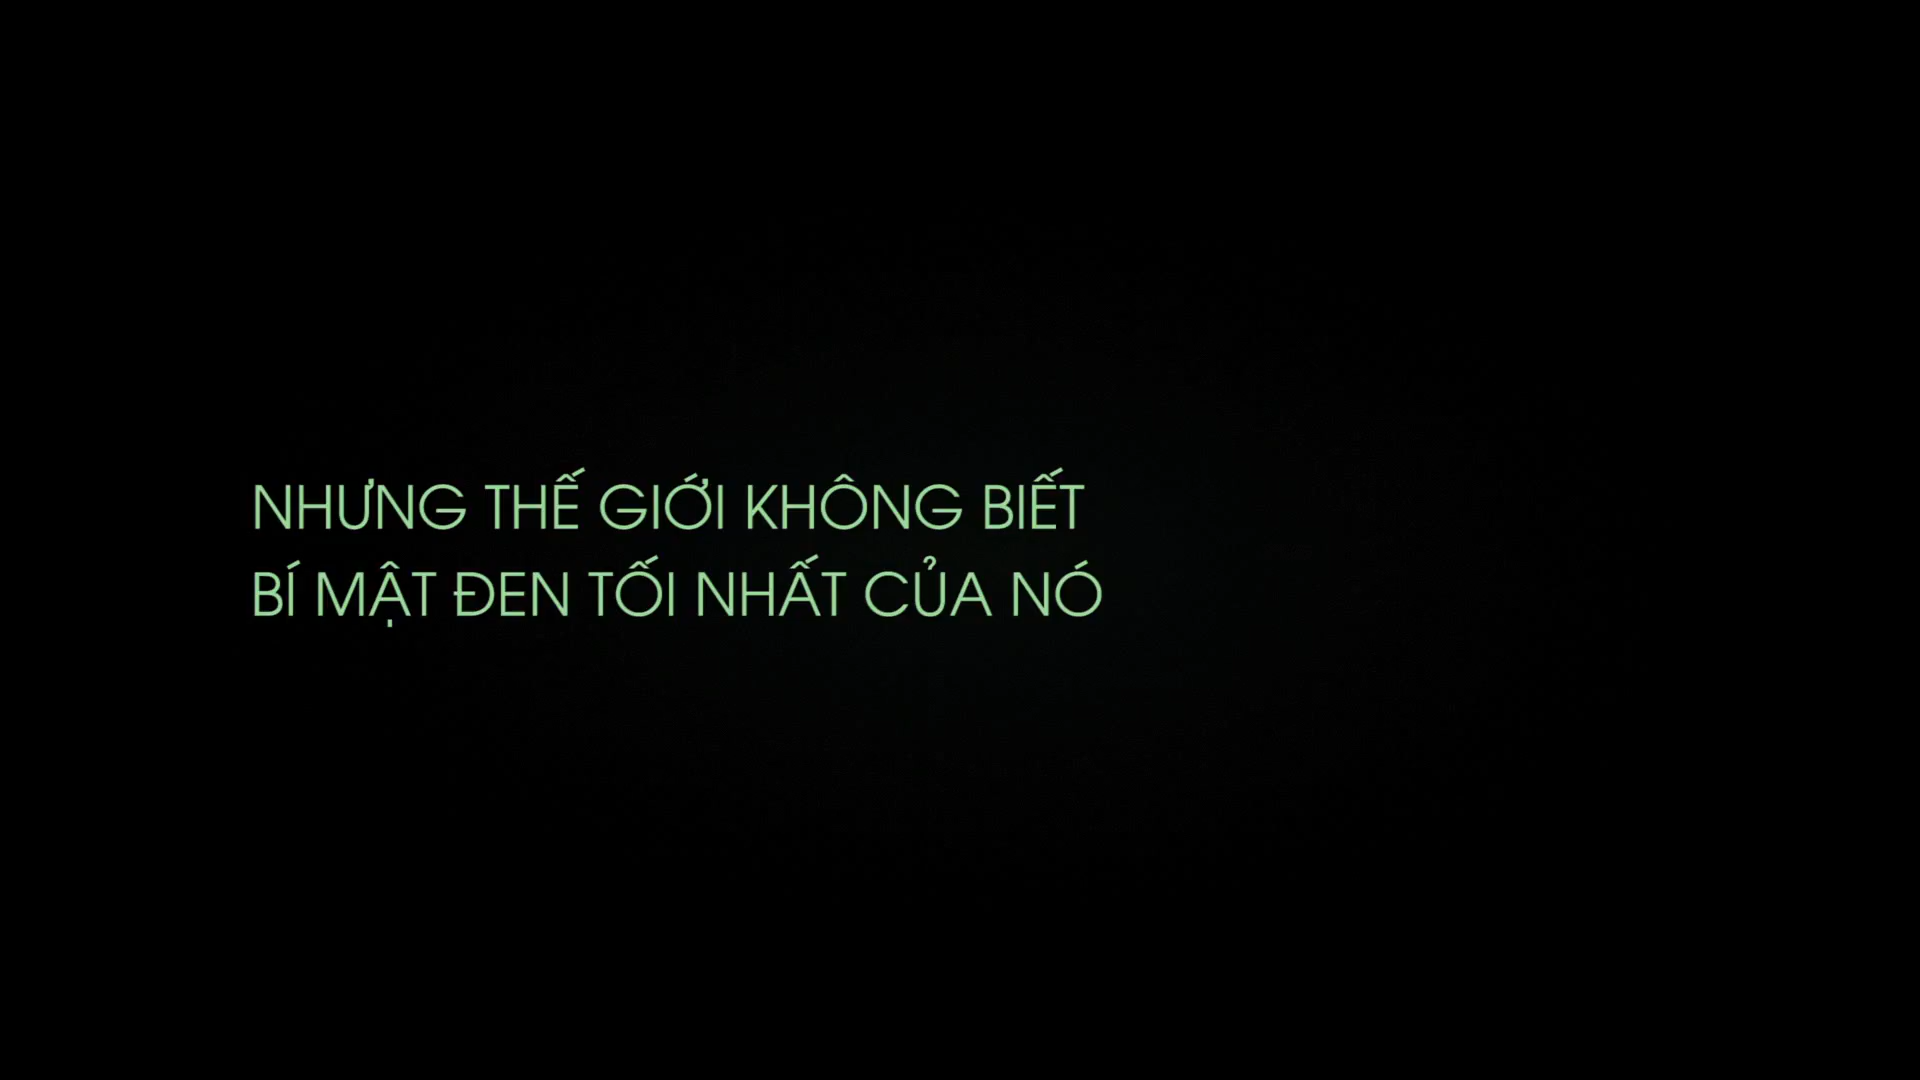 NHƯNG THẾ GIỚI KHÔNG BIẾT
BÍ MẬT ĐEN TỐI NHẤT CỦA NÓ